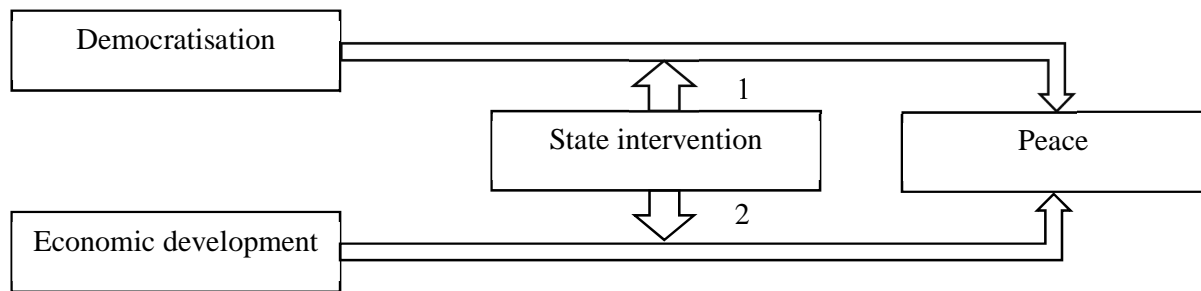 Democratisation
1
State intervention
Peace
2
Economic development